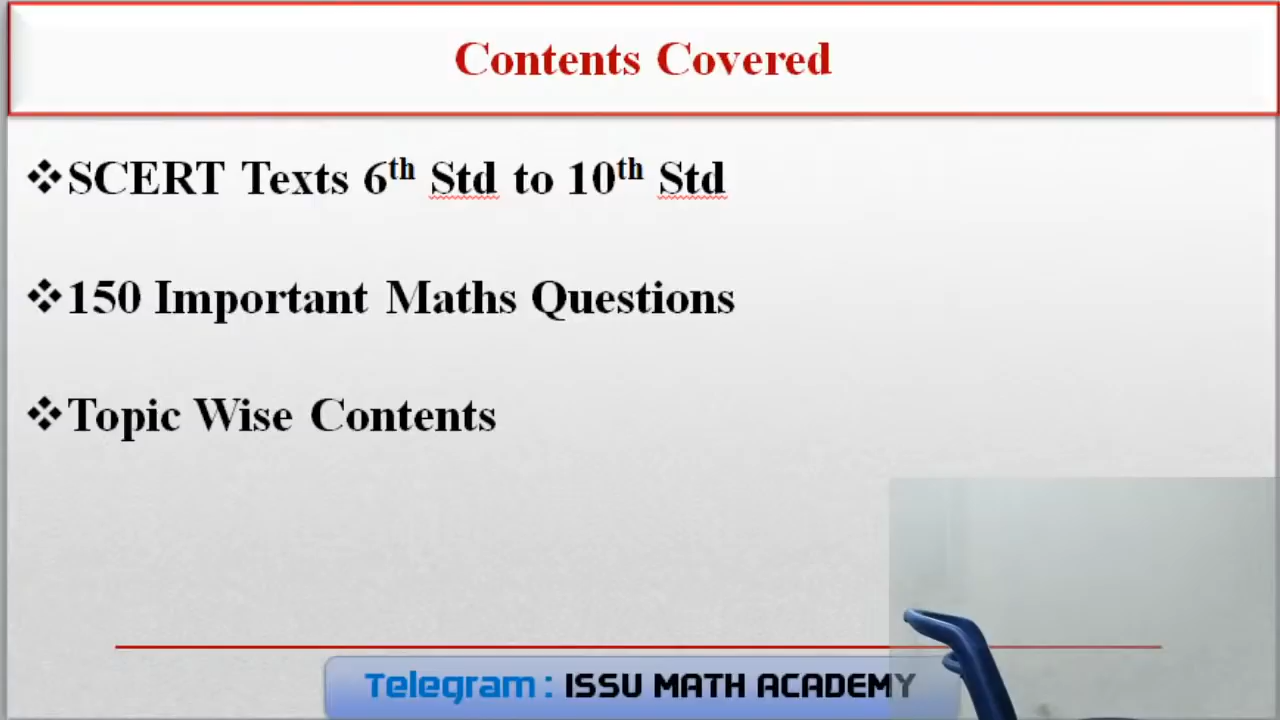 Contents Covered
❖SCERT Texts 6th Std to 10th Std
❖150 Important Maths Questions
❖Topic Wise Contents
Telegram : ISSU MATH ACADEMY